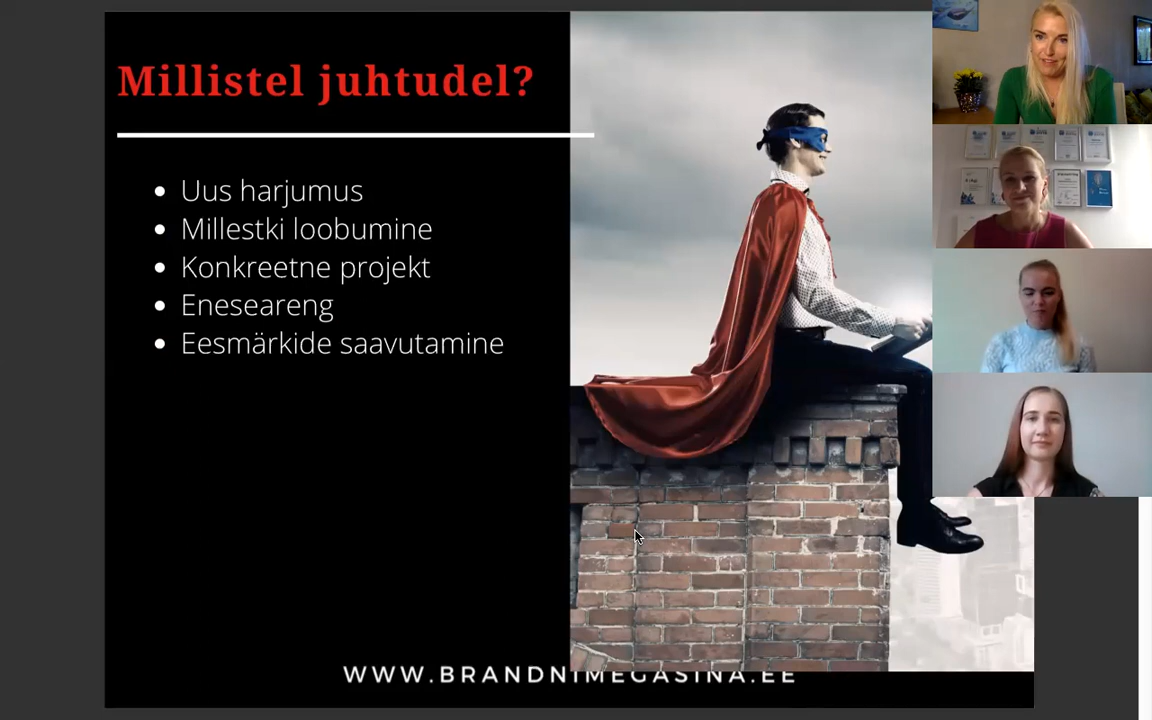 Millistel juhtudel?
Uus harjumus
Millestki loobumine
Konkreetne projekt
Eneseareng
Eesmärkide saavutamine
WWW.BRANDNIMEGASINA.EE